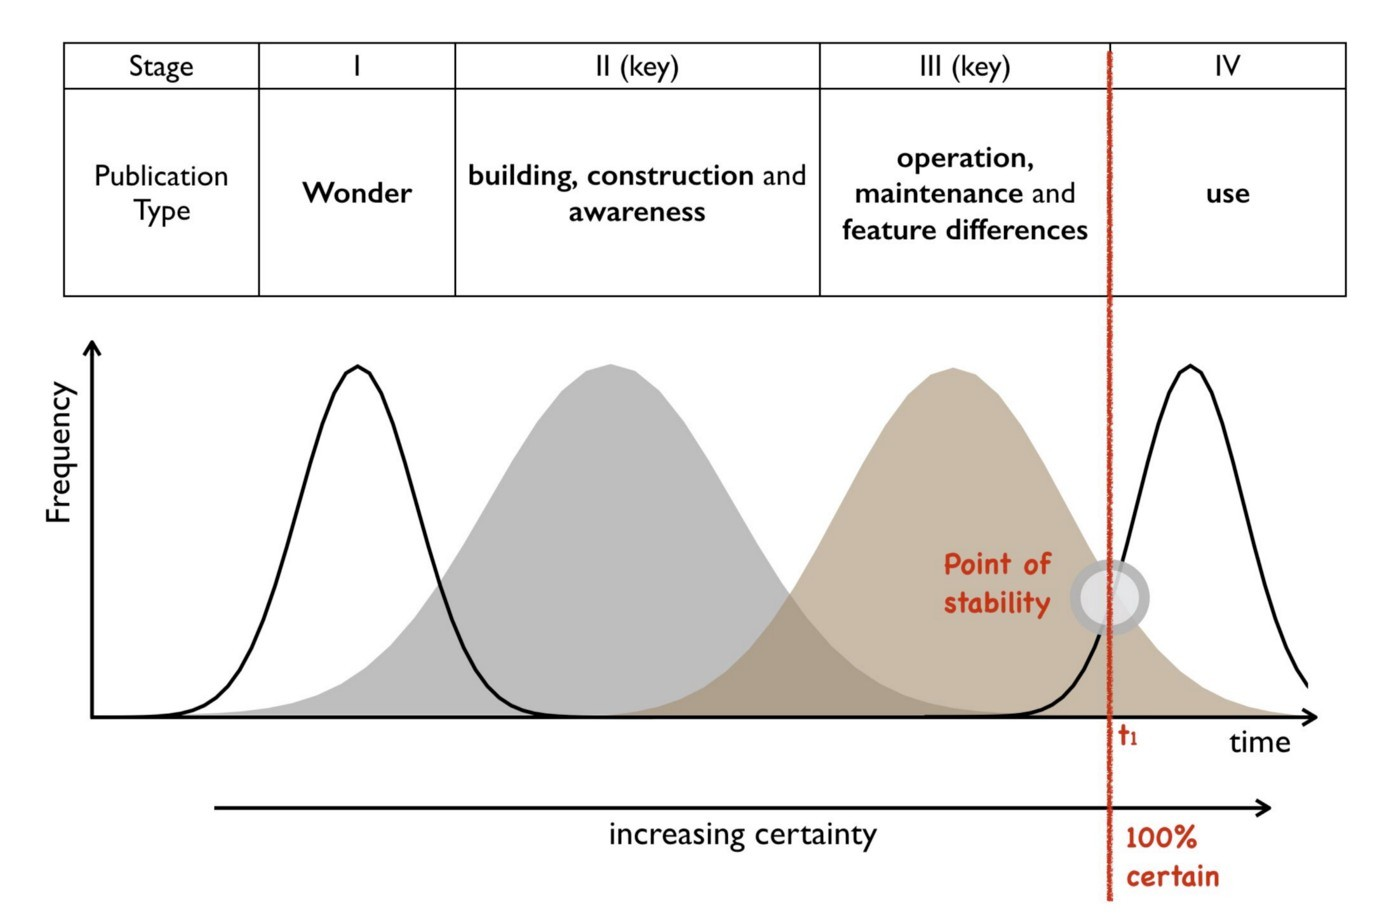 Stage
I
II (key)
III (key)
IV
Publication
Type
Wonder
building, construction and
awareness
operation,
maintenance and
feature differences
use
Frequency
Point of
stability
t1
time
increasing certainty
100%
certain